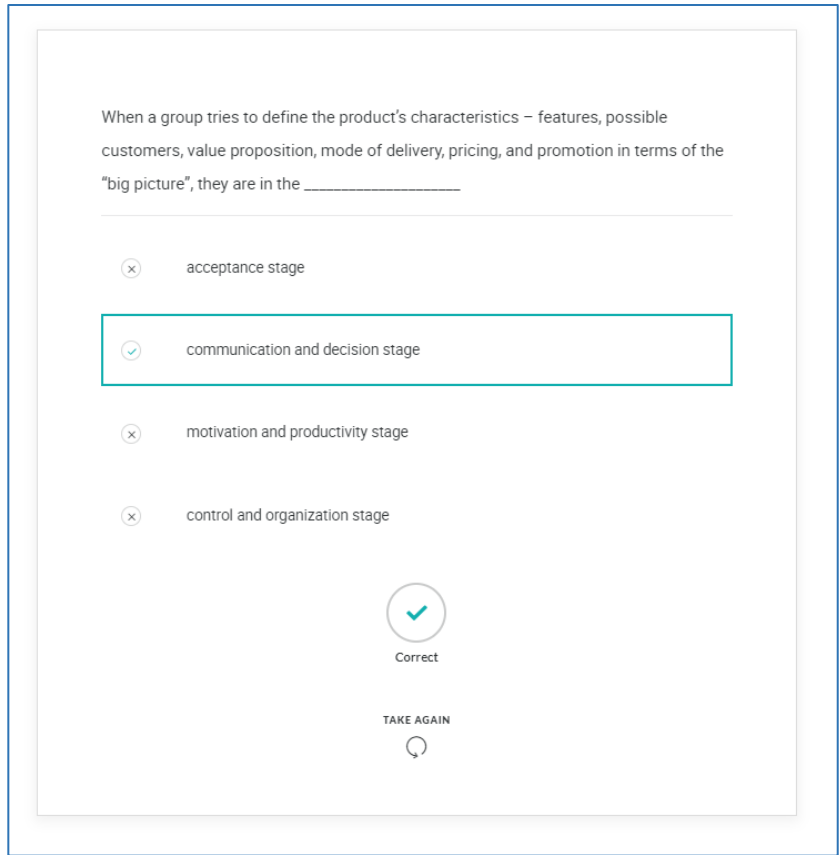 When a group tries to define the product's characteristics – features, possible
customers, value proposition, mode of delivery, pricing, and promotion in terms of the
“big picture”, they are in the _____________________
acceptance stage
communication and decision stage
motivation and productivity stage
control and organization stage
Correct
TAKE AGAIN